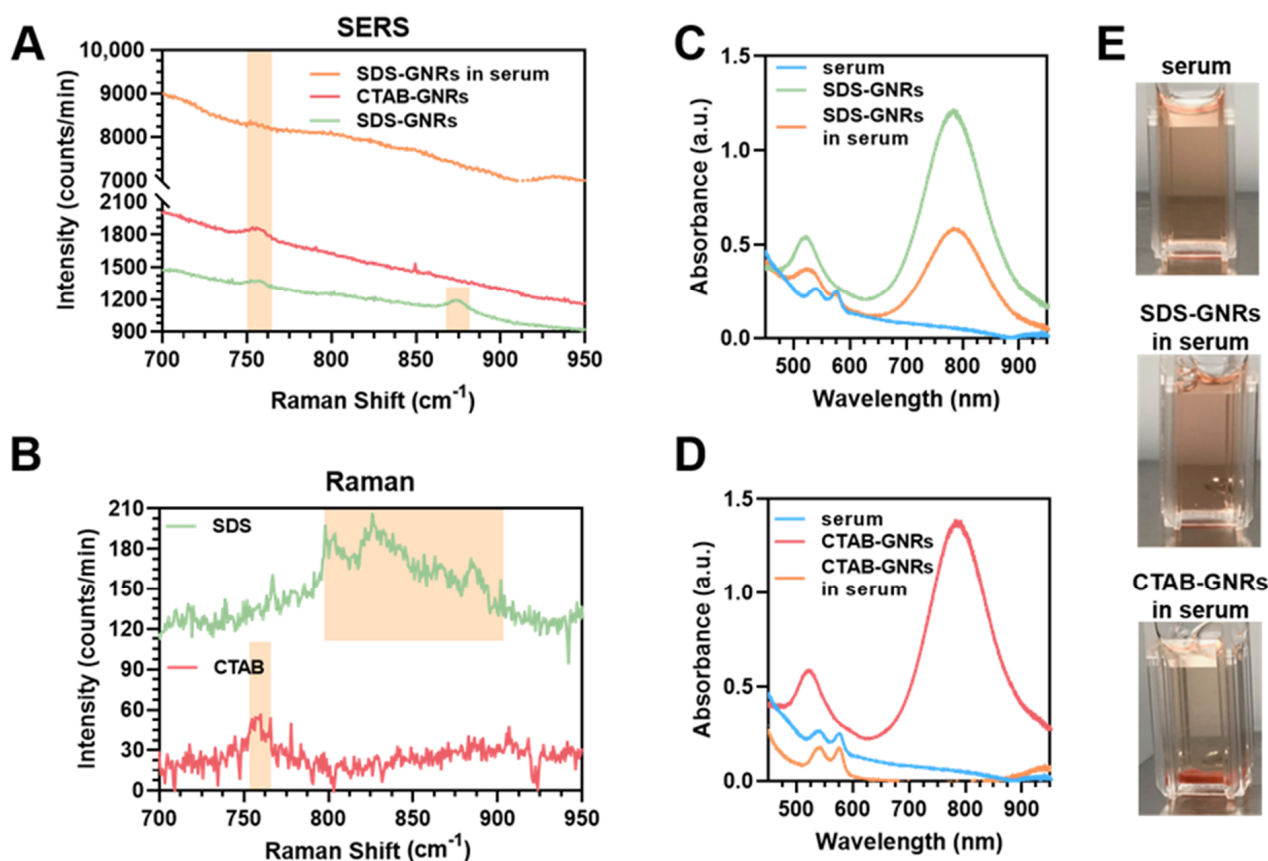 A
SERS
10,000
9000
8000
7000
2100
1800
1500
1200
900
Intensity (counts/min)
SDS-GNRs in serum
CTAB-GNRs
SDS-GNRs
700
750
800
850
900
950
Raman Shift (cm⁻¹)
B
Raman
210
180
150
120
90
60
30
0
Intensity (counts/min)
SDS
CTAB
700
750
800
850
900
950
Raman Shift (cm⁻¹)
C
1.5
1.0
0.5
0.0
Absorbance (a.u.)
serum
SDS-GNRs
SDS-GNRs
in serum
500
600
700
800
900
Wavelength (nm)
D
1.5
1.0
0.5
0.0
Absorbance (a.u.)
serum
CTAB-GNRs
CTAB-GNRs
in serum
500
600
700
800
900
Wavelength (nm)
E
serum
SDS-GNRs
in serum
CTAB-GNRs
in serum